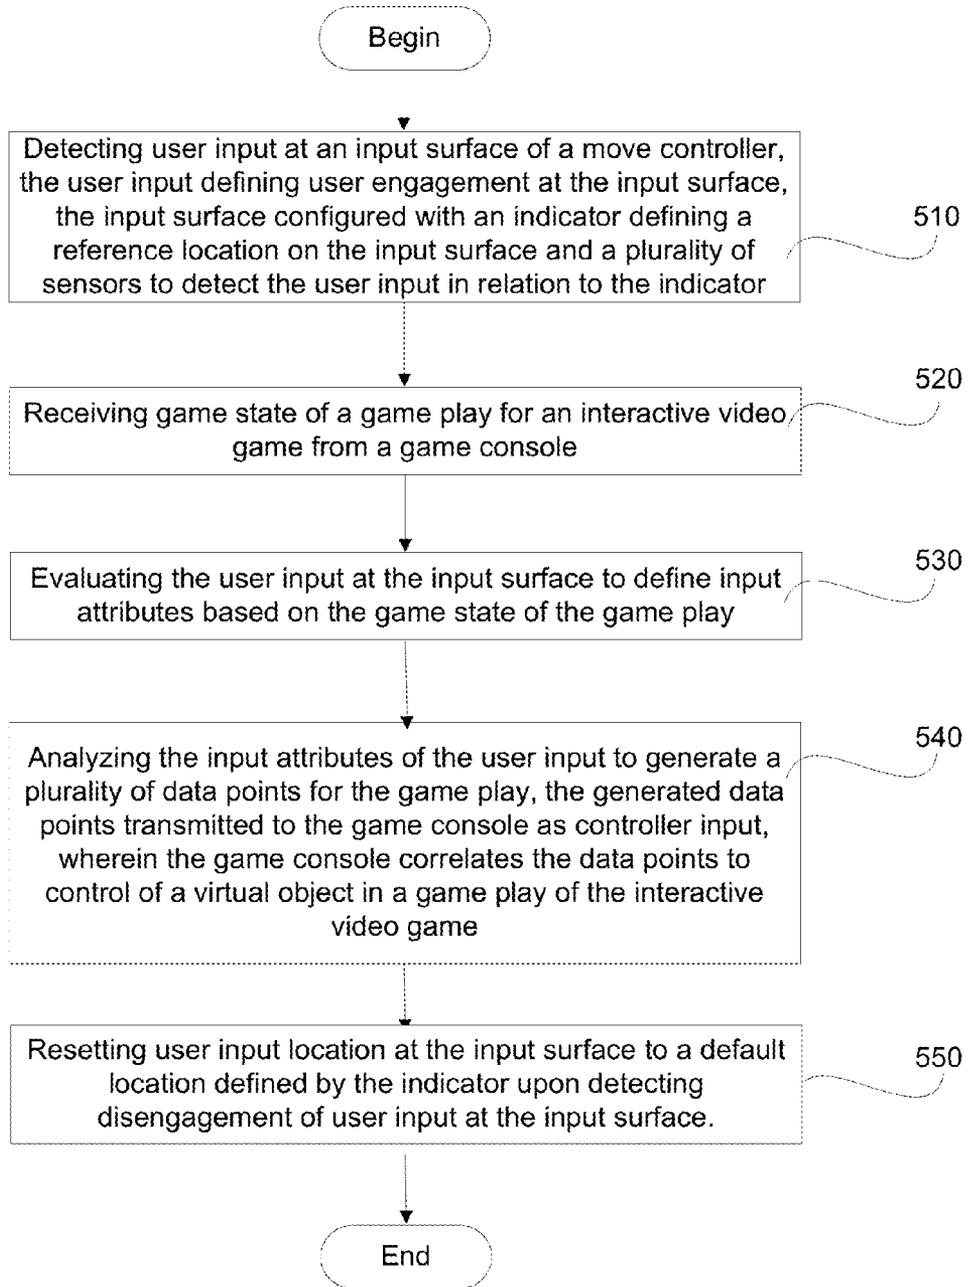 Begin
Detecting user input at an input surface of a move controller,
the user input defining user engagement at the input surface,
the input surface configured with an indicator defining a
reference location on the input surface and a plurality of
sensors to detect the user input in relation to the indicator
510
520
Receiving game state of a game play for an interactive video
game from a game console
530
Evaluating the user input at the input surface to define input
attributes based on the game state of the game play
540
Analyzing the input attributes of the user input to generate a
plurality of data points for the game play, the generated data
points transmitted to the game console as controller input,
wherein the game console correlates the data points to
control of a virtual object in a game play of the interactive
video game
Resetting user input location at the input surface to a default
location defined by the indicator upon detecting
disengagement of user input at the input surface.
550
End